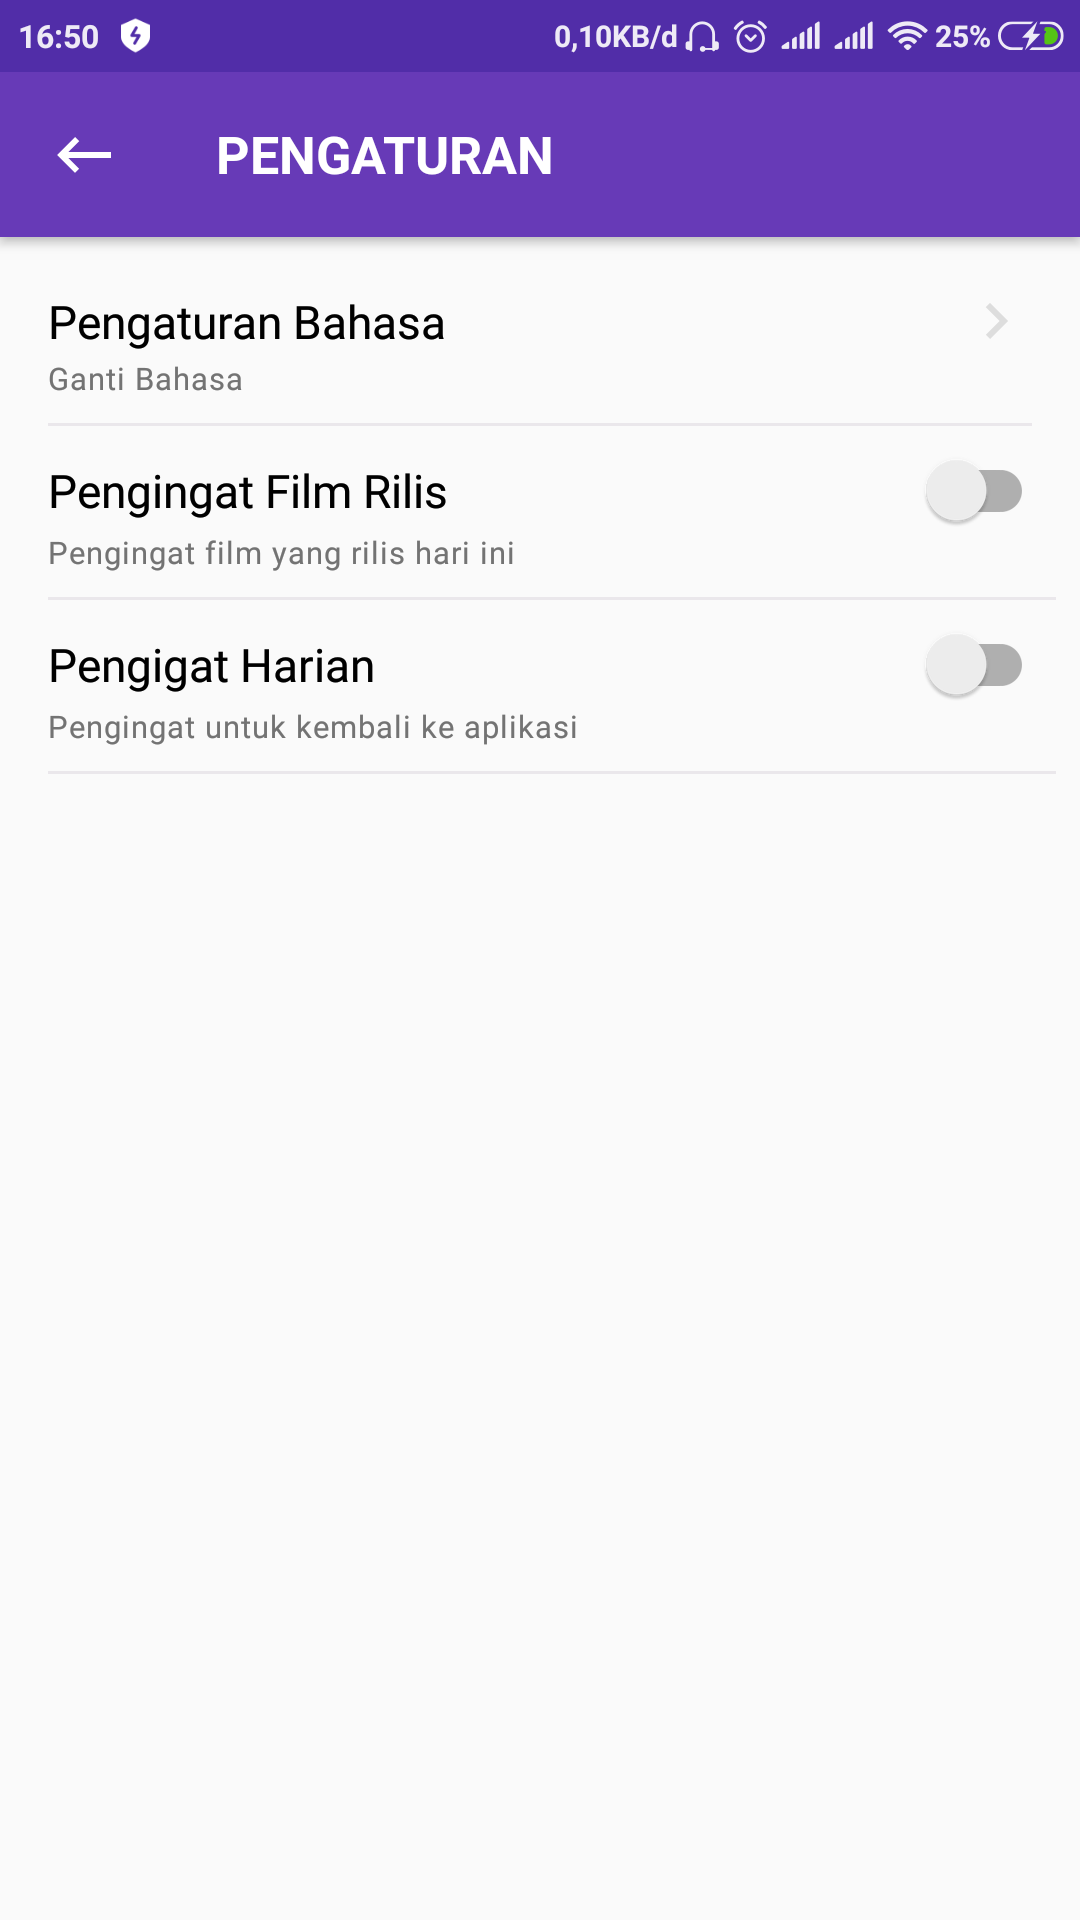 16:50 0,10KB/d 25%
PENGATURAN
Pengaturan Bahasa
Ganti Bahasa
Pengingat Film Rilis
Pengingat film yang rilis hari ini
Pengigat Harian
Pengingat untuk kembali ke aplikasi